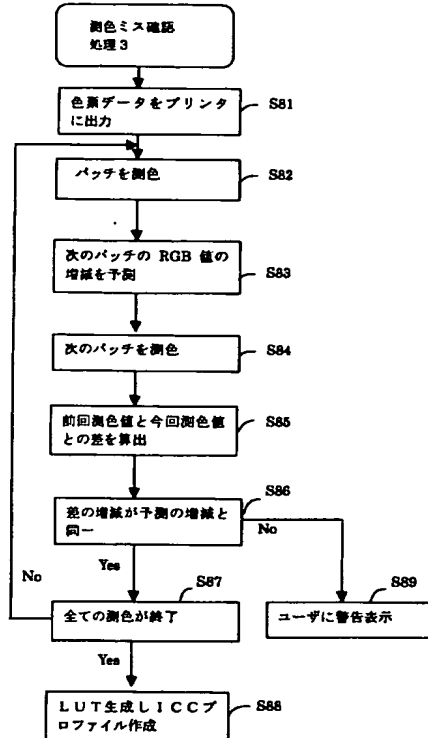 測色ミス確認
処理３
色票データをプリンタ
に出力
S81
パッチを測色
S82
次のパッチの RGB 値の
増減を予測
S83
次のパッチを測色
S84
前回測色値と今回測色値
との差を算出
S85
差の増減が予測の増減と
同一
S86
No
Yes
No
全ての測色が終了
S87
ユーザに警告表示
S89
Yes
ＬＵＴ生成しＩＣＣプ
ロファイル作成
S88